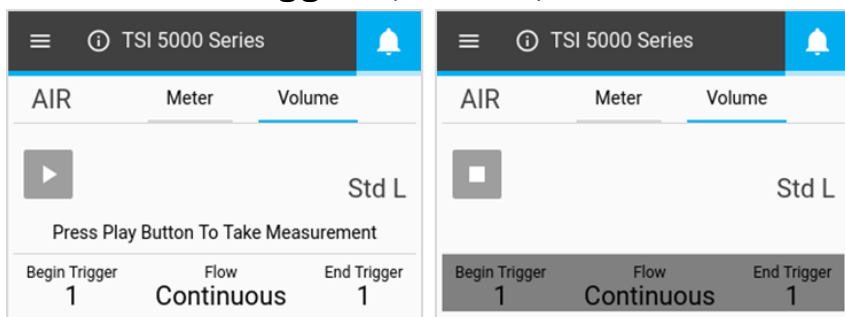 TSI 5000 Series
AIR Meter Volume
Std L
Press Play Button To Take Measurement
Begin Trigger Flow End Trigger
1 Continuous 1
TSI 5000 Series
AIR Meter Volume
Std L
Begin Trigger Flow End Trigger
1 Continuous 1